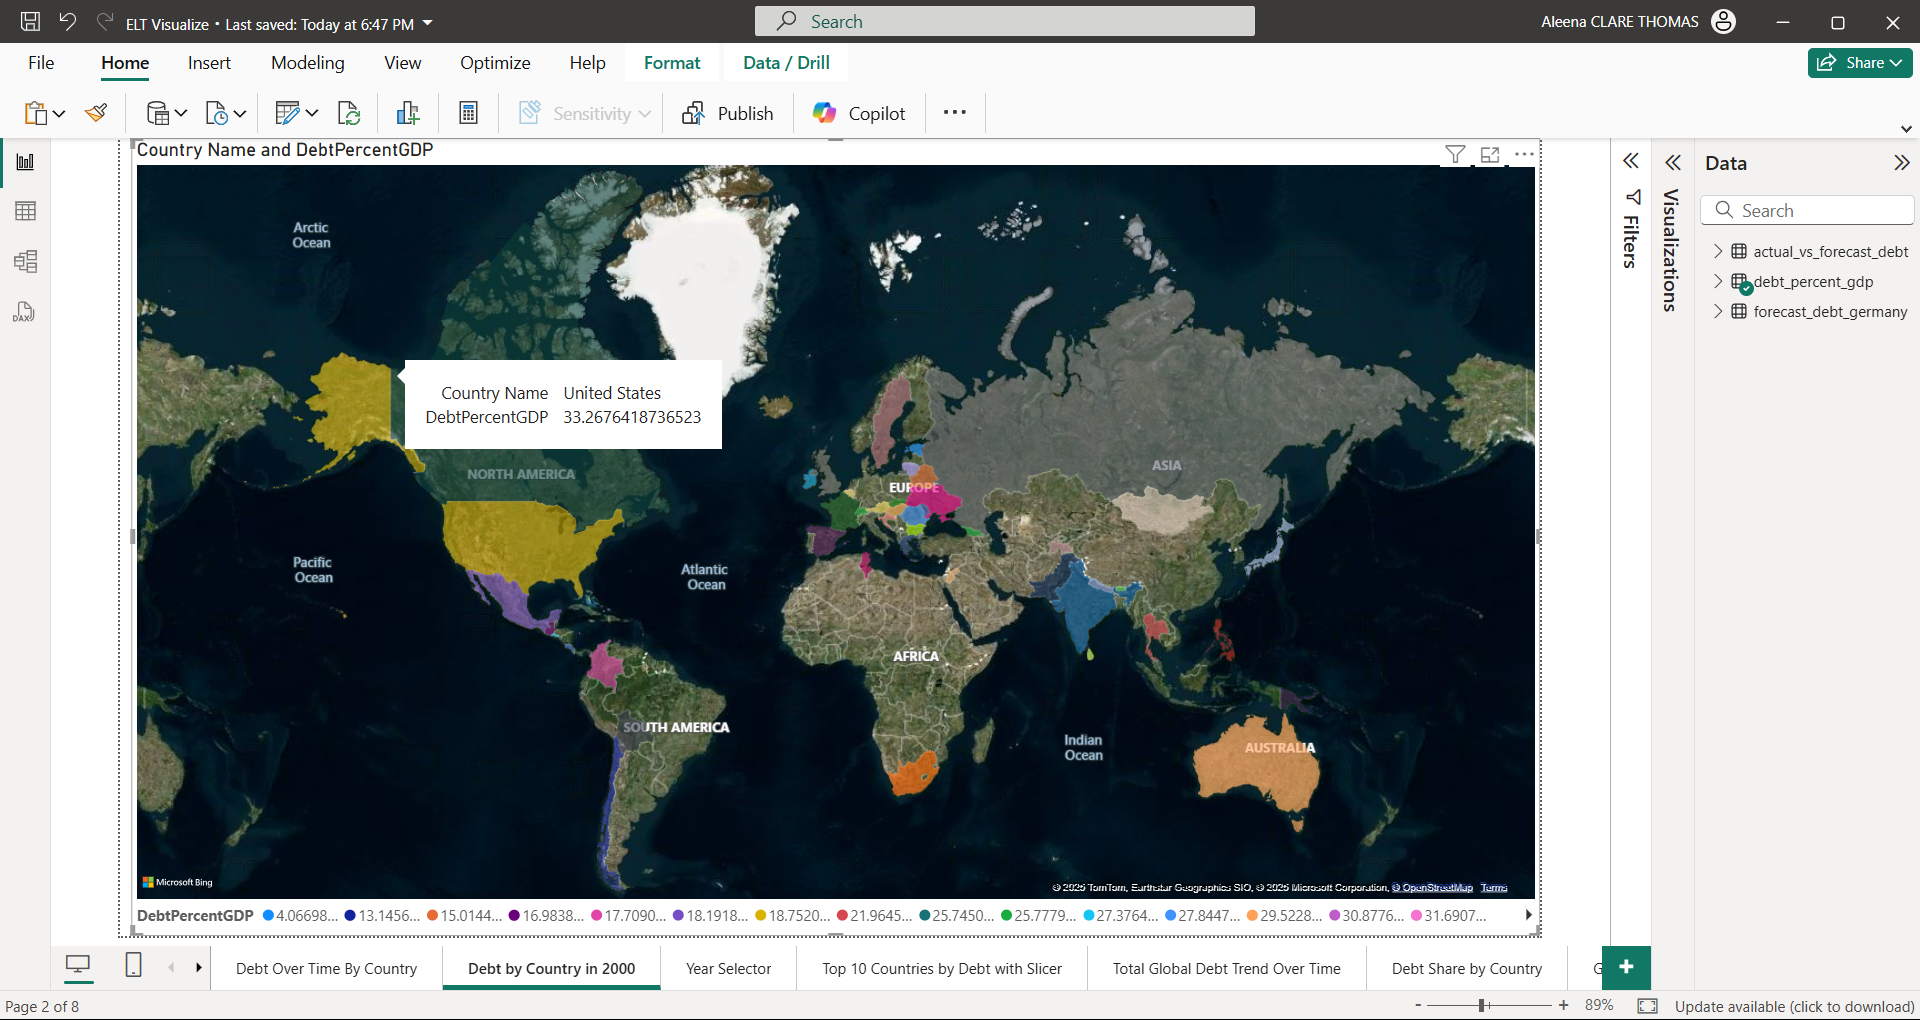 ELT Visualize • Last saved: Today at 6:47 PM
Search
Aleena CLARE THOMAS
File
Home
Insert
Modeling
View
Optimize
Help
Format
Data / Drill
Share
Sensitivity
Publish
Copilot
Country Name and DebtPercentGDP
Arctic
Ocean
Country Name United States
DebtPercentGDP 33.2676418736523
NORTH AMERICA
EUROPE
ASIA
Pacific
Ocean
Atlantic
Ocean
AFRICA
SOUTH AMERICA
Indian
Ocean
AUSTRALIA
Microsoft Bing
© 2025 TomTom, Earthstar Geographics SIO, © 2025 Microsoft Corporation, © OpenStreetMap Terms
DebtPercentGDP 4.06698... 13.1456... 15.0144... 16.9838... 17.7090... 18.1918... 18.7520... 21.9645... 25.7450... 25.7779... 27.3764... 27.8447... 29.5228... 30.8776... 31.6907...
Filters
Visualizations
Data
Search
actual_vs_forecast_debt
debt_percent_gdp
forecast_debt_germany
DAX
Debt Over Time By Country
Debt by Country in 2000
Year Selector
Top 10 Countries by Debt with Slicer
Total Global Debt Trend Over Time
Debt Share by Country
G
+
Page 2 of 8
- + 89%
Update available (click to download)